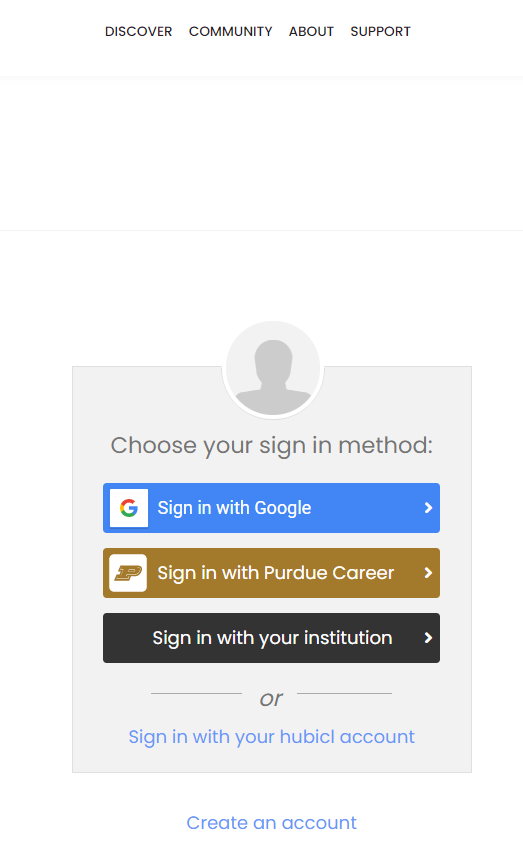 DISCOVER COMMUNITY ABOUT SUPPORT
Choose your sign in method:
Sign in with Google
Sign in with Purdue Career
Sign in with your institution
or
Sign in with your hubicl account
Create an account